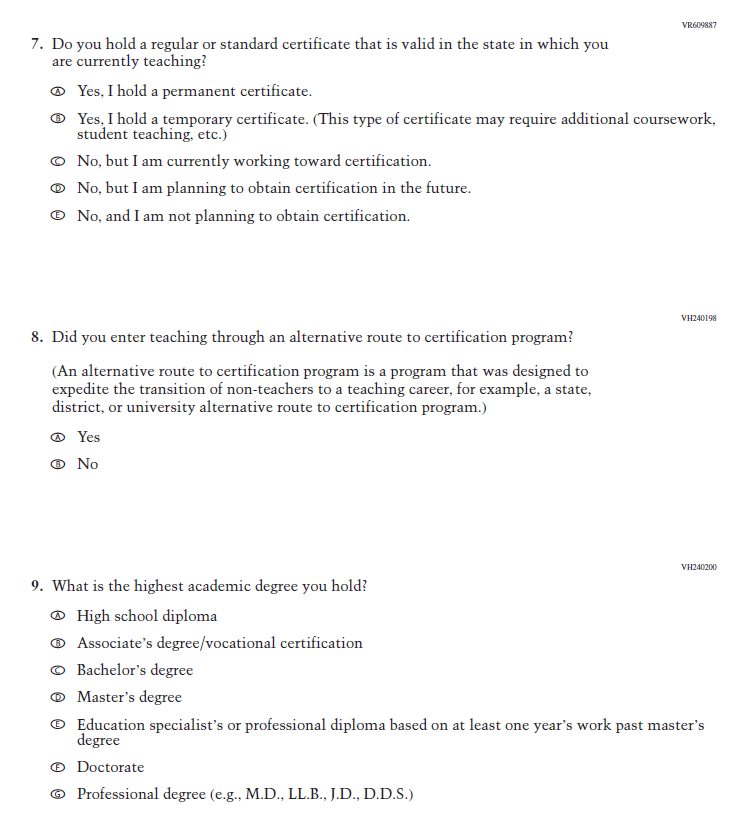 VR609887
7. Do you hold a regular or standard certificate that is valid in the state in which you
are currently teaching?
Ⓐ Yes, I hold a permanent certificate.
Ⓑ Yes, I hold a temporary certificate. (This type of certificate may require additional coursework,
student teaching, etc.)
Ⓒ No, but I am currently working toward certification.
Ⓓ No, but I am planning to obtain certification in the future.
Ⓔ No, and I am not planning to obtain certification.
VH240198
8. Did you enter teaching through an alternative route to certification program?
(An alternative route to certification program is a program that was designed to
expedite the transition of non-teachers to a teaching career, for example, a state,
district, or university alternative route to certification program.)
Ⓐ Yes
Ⓑ No
VH240200
9. What is the highest academic degree you hold?
Ⓐ High school diploma
Ⓑ Associate's degree/vocational certification
Ⓒ Bachelor's degree
Ⓓ Master's degree
Ⓔ Education specialist's or professional diploma based on at least one year's work past master's
degree
Ⓕ Doctorate
Ⓖ Professional degree (e.g., M.D., LL.B., J.D., D.D.S.)